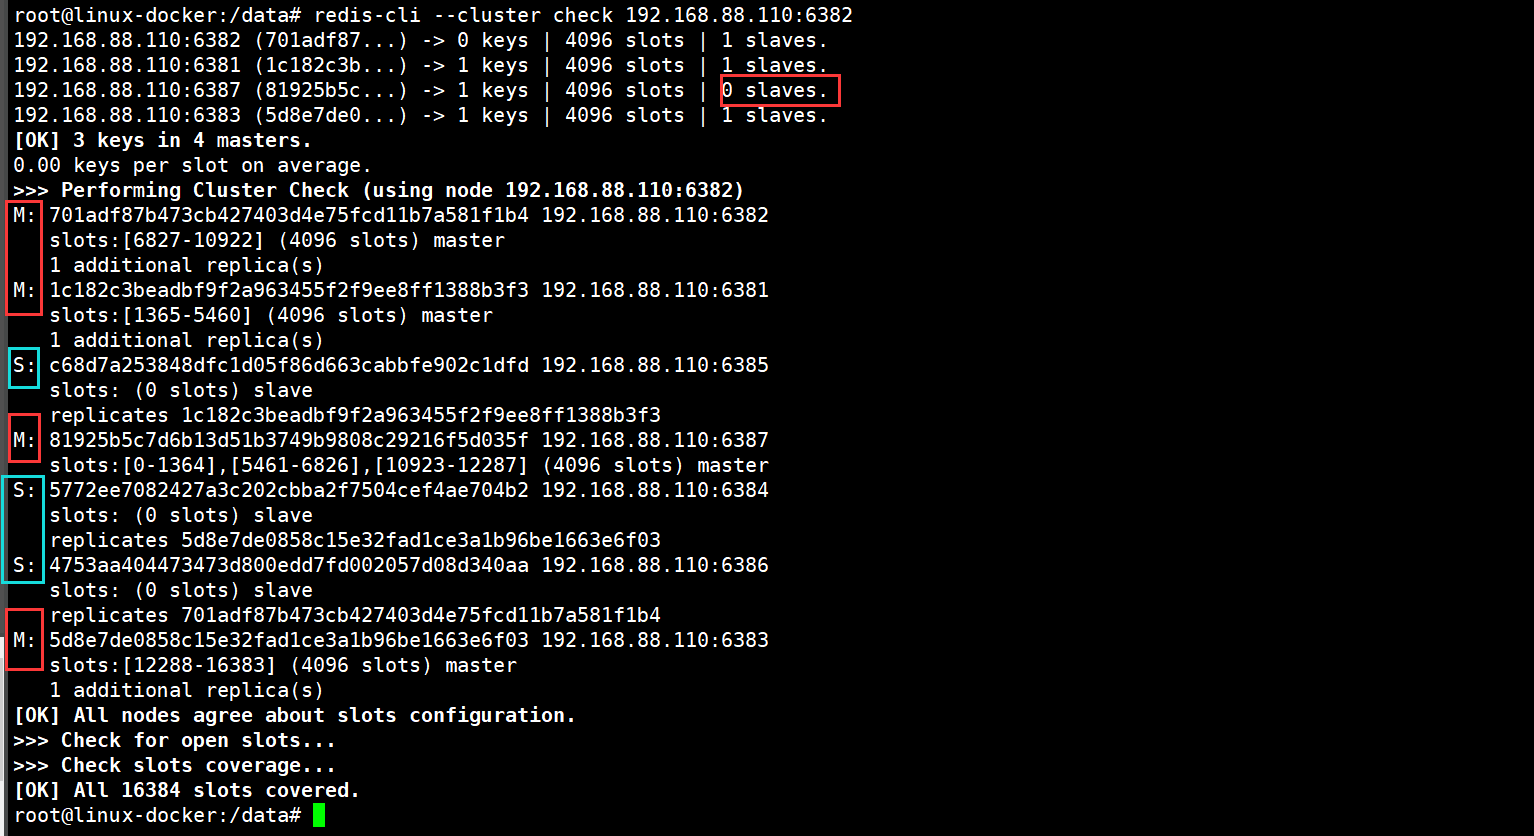 root@linux-docker:/data# redis-cli --cluster check 192.168.88.110:6382
192.168.88.110:6382 (701adf87...) -> 0 keys | 4096 slots | 1 slaves.
192.168.88.110:6381 (1c182c3b...) -> 1 keys | 4096 slots | 1 slaves.
192.168.88.110:6387 (81925b5c...) -> 1 keys | 4096 slots | 0 slaves.
192.168.88.110:6383 (5d8e7de0...) -> 1 keys | 4096 slots | 1 slaves.
[OK] 3 keys in 4 masters.
0.00 keys per slot on average.
>>> Performing Cluster Check (using node 192.168.88.110:6382)
M: 701adf87b473cb427403d4e75fcd11b7a581f1b4 192.168.88.110:6382
slots:[6827-10922] (4096 slots) master
1 additional replica(s)
M: 1c182c3beadbf9f2a963455f2f9ee8ff1388b3f3 192.168.88.110:6381
slots:[1365-5460] (4096 slots) master
1 additional replica(s)
S: c68d7a253848dfc1d05f86d663cabbfe902c1dfd 192.168.88.110:6385
slots: (0 slots) slave
replicates 1c182c3beadbf9f2a963455f2f9ee8ff1388b3f3
M: 81925b5c7d6b13d51b3749b9808c29216f5d035f 192.168.88.110:6387
slots:[0-1364],[5461-6826],[10923-12287] (4096 slots) master
S: 5772ee7082427a3c202cbba2f7504cef4ae704b2 192.168.88.110:6384
slots: (0 slots) slave
replicates 5d8e7de0858c15e32fad1ce3a1b96be1663e6f03
S: 4753aa404473473d800edd7fd002057d08d340aa 192.168.88.110:6386
slots: (0 slots) slave
replicates 701adf87b473cb427403d4e75fcd11b7a581f1b4
M: 5d8e7de0858c15e32fad1ce3a1b96be1663e6f03 192.168.88.110:6383
slots:[12288-16383] (4096 slots) master
1 additional replica(s)
[OK] All nodes agree about slots configuration.
>>> Check for open slots...
>>> Check slots coverage...
[OK] All 16384 slots covered.
root@linux-docker:/data#